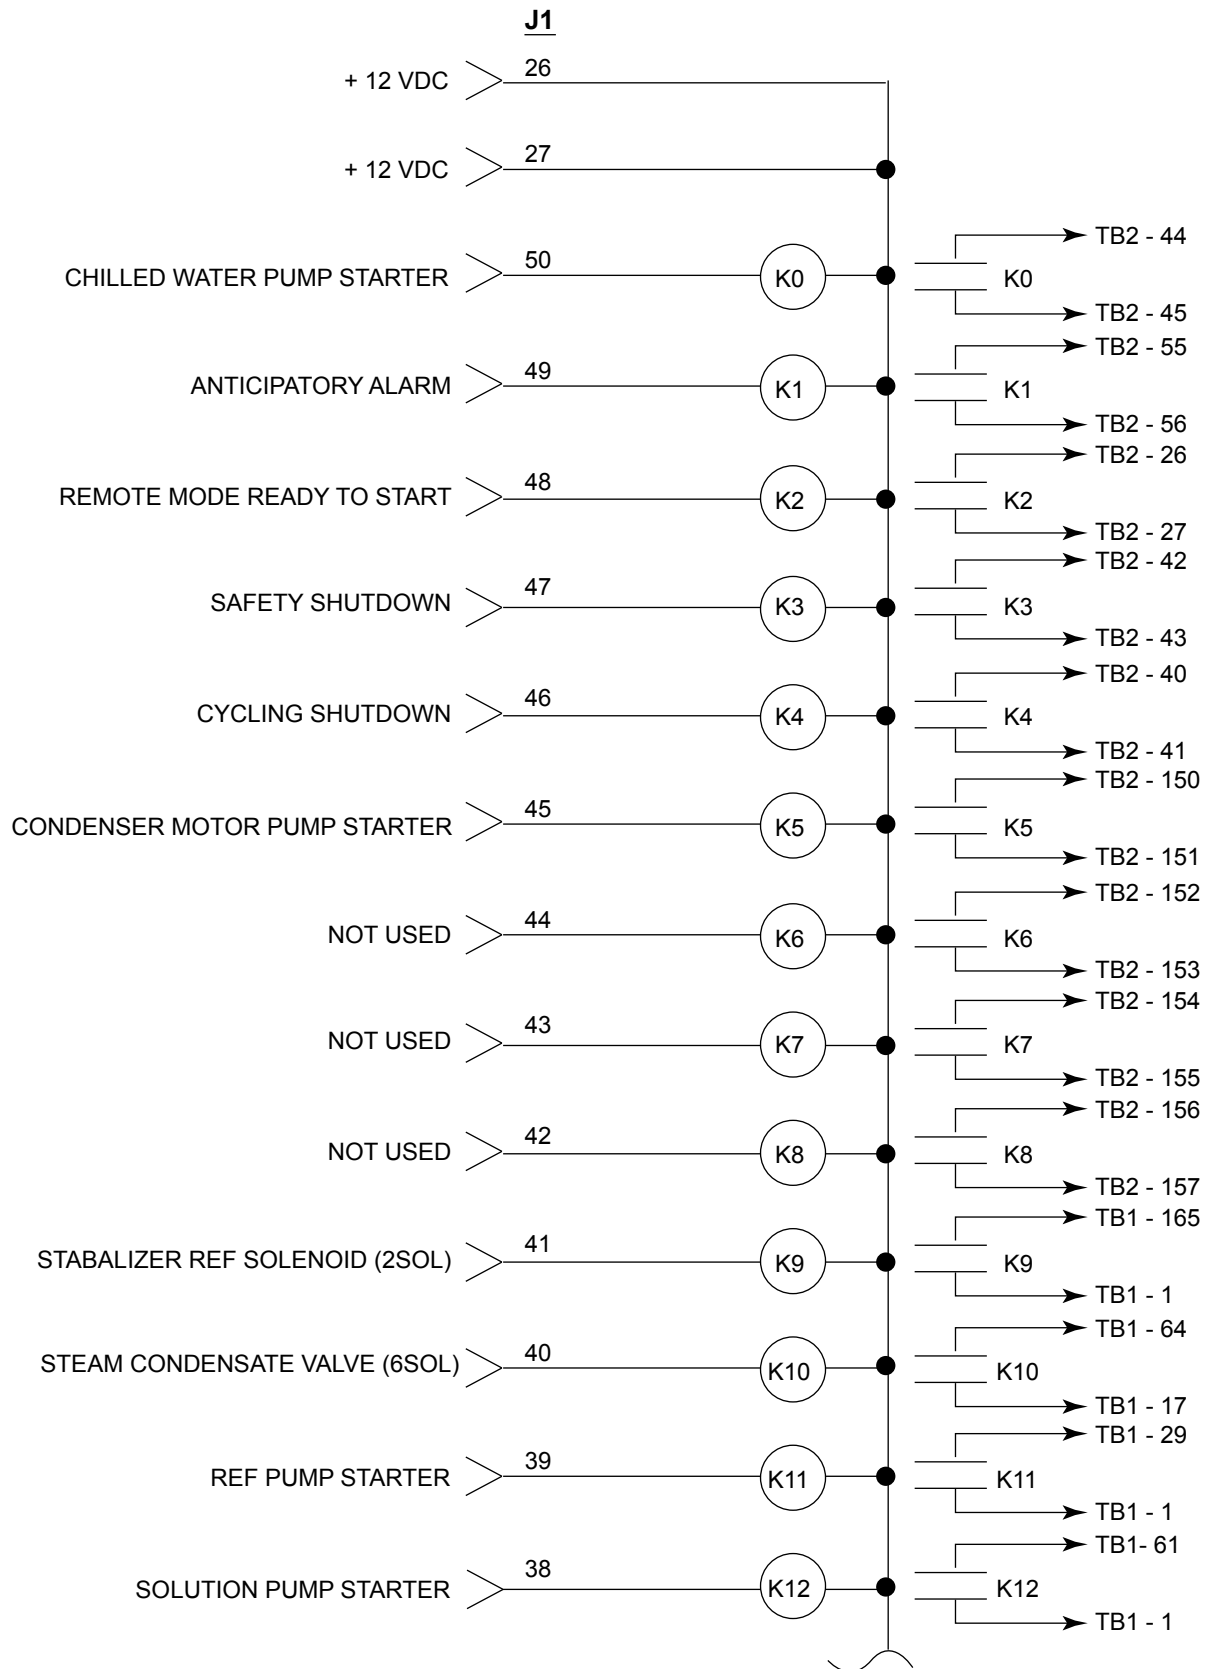 J1
+ 12 VDC 26
+ 12 VDC 27
TB2 - 44
CHILLED WATER PUMP STARTER 50 K0 K0
TB2 - 45
TB2 - 55
ANTICIPATORY ALARM 49 K1 K1
TB2 - 56
TB2 - 26
REMOTE MODE READY TO START 48 K2 K2
TB2 - 27
TB2 - 42
SAFETY SHUTDOWN 47 K3 K3
TB2 - 43
TB2 - 40
CYCLING SHUTDOWN 46 K4 K4
TB2 - 41
TB2 - 150
CONDENSER MOTOR PUMP STARTER 45 K5 K5
TB2 - 151
TB2 - 152
NOT USED 44 K6 K6
TB2 - 153
TB2 - 154
NOT USED 43 K7 K7
TB2 - 155
TB2 - 156
NOT USED 42 K8 K8
TB2 - 157
TB1 - 165
STABALIZER REF SOLENOID (2SOL) 41 K9 K9
TB1 - 1
TB1 - 64
STEAM CONDENSATE VALVE (6SOL) 40 K10 K10
TB1 - 17
TB1 - 29
REF PUMP STARTER 39 K11 K11
TB1 - 1
TB1- 61
SOLUTION PUMP STARTER 38 K12 K12
TB1 - 1